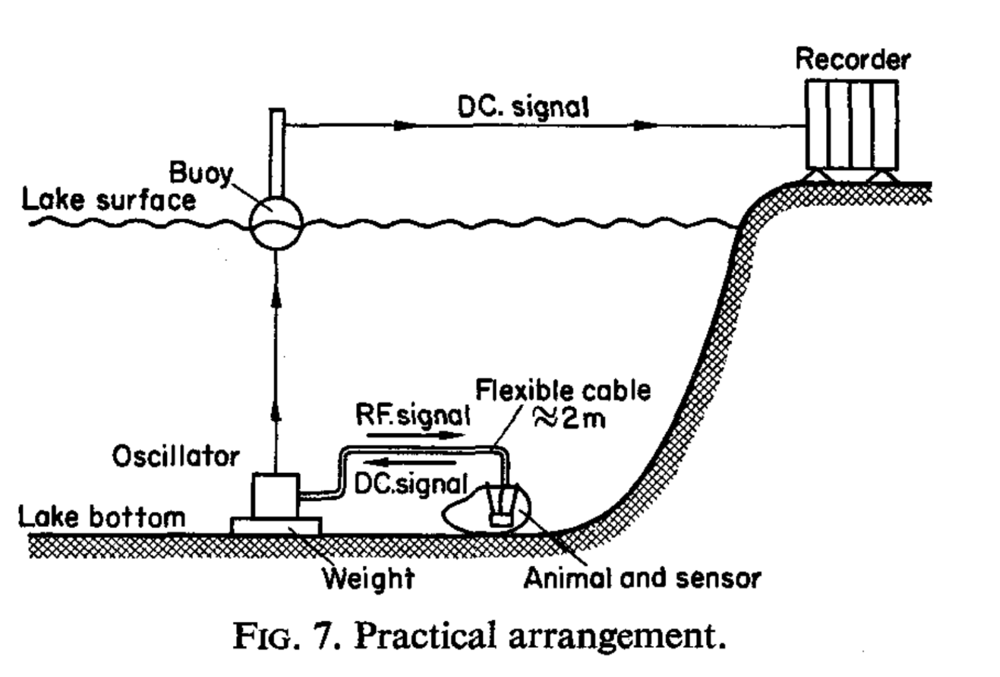 Recorder
DC. signal
Buoy
Lake surface
Flexible cable
≈2m
RF.signal
Oscillator
DC.signal
Lake bottom
Weight
Animal and sensor
FIG. 7. Practical arrangement.